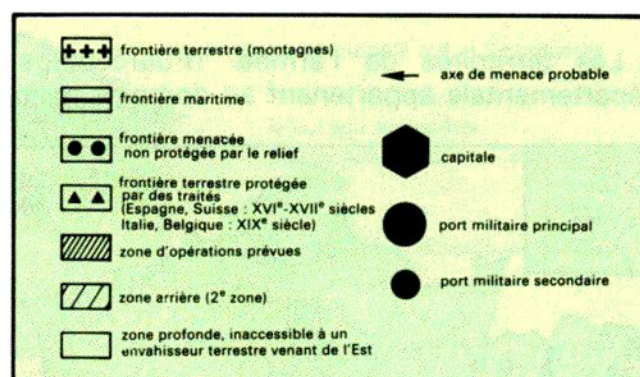 frontière terrestre (montagnes)
frontière maritime
frontière menacée
non protégée par le relief
frontière terrestre protégée
par des traités
(Espagne, Suisse : XVIᵉ-XVIIᵉ siècles
Italie, Belgique : XIXᵉ siècle)
zone d'opérations prévues
zone arrière (2ᵉ zone)
zone profonde, inaccessible à un
envahisseur terrestre venant de l'Est
axe de menace probable
capitale
port militaire principal
port militaire secondaire